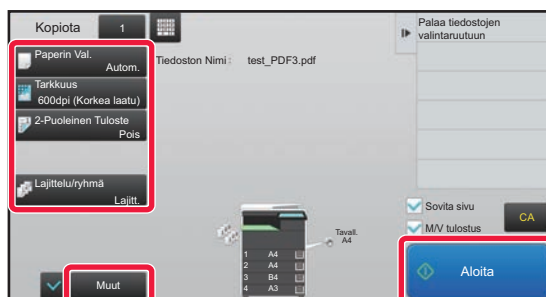 Kopiota 1
Palaa tiedostojen
valintaruutuun
Paperin Val.
Autom.
Tiedoston Nimi : test_PDF3.pdf
Tarkkuus
600dpi (Korkea laatu)
2-Puoleinen Tuloste
Pois
Lajittelu/ryhmä
Lajitt.
Sovita sivu
M/V tulostus
CA
Tavall.
A4
1 A4
2 A4
3 B4
4 A3
Muut
Aloita